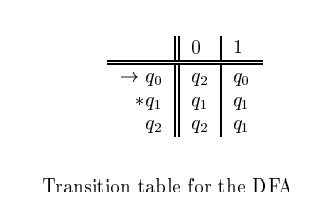 0 1
→ q₀ q₂ q₀
*q₁ q₁ q₁
q₂ q₂ q₁
Transition table for the DFA